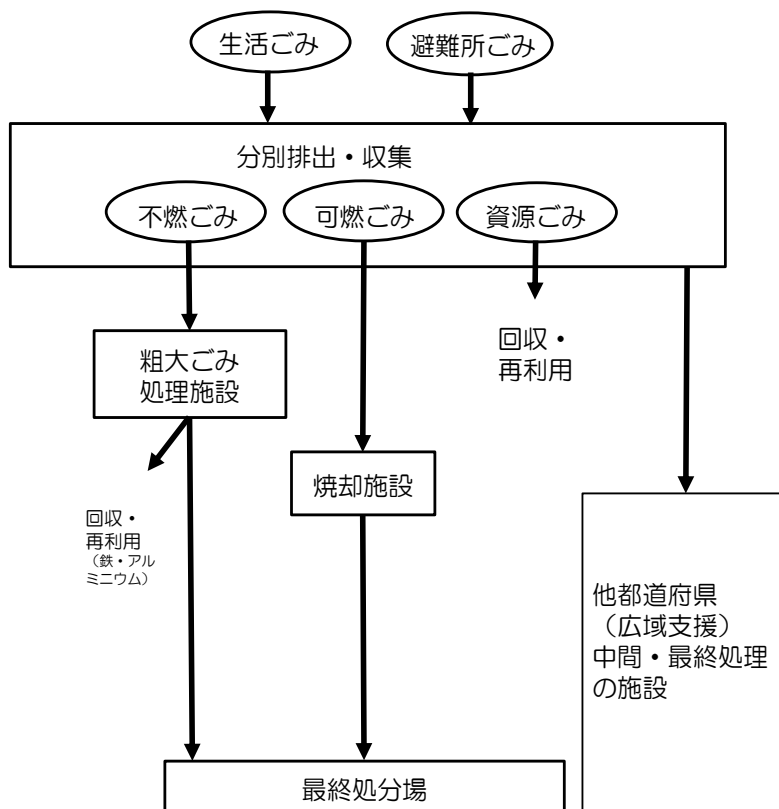 生活ごみ
避難所ごみ
分別排出・収集
不燃ごみ
可燃ごみ
資源ごみ
粗大ごみ
処理施設
回収・
再利用
焼却施設
回収・
再利用
（鉄・アル
ミニウム）
他都道府県
（広域支援）
中間・最終処理
の施設
最終処分場